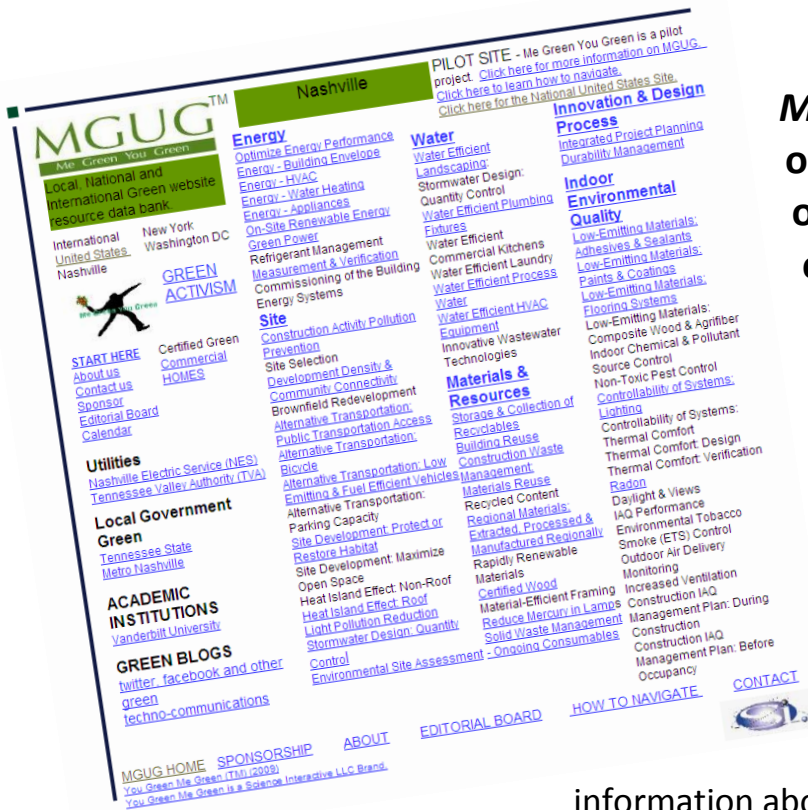 MGUG TM
Me Green You Green
Local, National and
International Green website
resource data bank.
International
United States
Nashville
New York
Washington DC
GREEN
ACTIVISM
Me Green You Green
START HERE
About us
Contact us
Sponsor
Editorial Board
Calendar
Certified Green
Commercial
HOMES
Utilities
Nashville Electric Service (NES)
Tennessee Valley Authority (TVA)
Local Government
Green
Tennessee State
Metro Nashville
ACADEMIC
INSTITUTIONS
Vanderbilt University
GREEN BLOGS
twitter, facebook and other
green
techno-communications
Nashville
PILOT SITE - Me Green You Green is a pilot
project. Click here for more information on MGUG.
Click here to learn how to navigate.
Click here for the National United States Site.
Energy
Optimize Energy Performance
Energy - Building Envelope
Energy - HVAC
Energy - Water Heating
Energy - Appliances
On-Site Renewable Energy
Green Power
Refrigerant Management
Measurement & Verification
Commissioning of the Building
Energy Systems
Site
Construction Activity Pollution
Prevention
Site Selection
Development Density &
Community Connectivity
Brownfield Redevelopment
Alternative Transportation:
Public Transportation Access
Alternative Transportation:
Bicycle
Alternative Transportation: Low
Emitting & Fuel Efficient Vehicles
Alternative Transportation:
Parking Capacity
Site Development: Protect or
Restore Habitat
Site Development: Maximize
Open Space
Heat Island Effect: Non-Roof
Heat Island Effect: Roof
Light Pollution Reduction
Stormwater Design: Quantity
Control
Environmental Site Assessment
Water
Water Efficient
Landscaping:
Stormwater Design:
Quantity Control
Water Efficient Plumbing
Fixtures
Water Efficient
Commercial Kitchens
Water Efficient Laundry
Water Efficient Process
Water
Water Efficient HVAC
Equipment
Innovative Wastewater
Technologies
Materials &
Resources
Storage & Collection of
Recyclables
Building Reuse
Construction Waste
Management:
Materials Reuse
Recycled Content
Regional Materials:
Extracted, Processed &
Manufactured Regionally
Rapidly Renewable
Materials
Certified Wood
Material-Efficient Framing
Reduce Mercury in Lamps
Solid Waste Management
- Ongoing Consumables
Innovation & Design
Process
Integrated Project Planning
Durability Management
Indoor
Environmental
Quality
Low-Emitting Materials:
Adhesives & Sealants
Low-Emitting Materials:
Paints & Coatings
Low-Emitting Materials:
Flooring Systems
Low-Emitting Materials:
Composite Wood & Agrifiber
Indoor Chemical & Pollutant
Source Control
Non-Toxic Pest Control
Controllability of Systems:
Lighting
Controllability of Systems:
Thermal Comfort
Thermal Comfort: Design
Thermal Comfort: Verification
Radon
Daylight & Views
IAQ Performance
Environmental Tobacco
Smoke (ETS) Control
Outdoor Air Delivery
Monitoring
Increased Ventilation
Construction IAQ
Management Plan: During
Construction
Construction IAQ
Management Plan: Before
Occupancy
MGUG HOME SPONSORSHIP ABOUT EDITORIAL BOARD HOW TO NAVIGATE CONTACT
You Green Me Green (TM) (2009)
You Green Me Green is a Science Interactive LLC Brand.
information abo